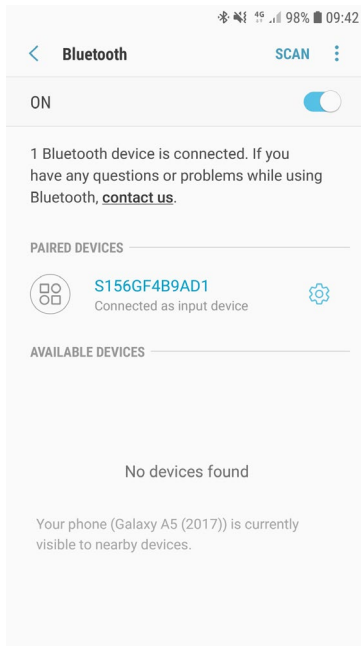 4G 98% 09:42
Bluetooth SCAN
ON
1 Bluetooth device is connected. If you
have any questions or problems while using
Bluetooth, contact us.
PAIRED DEVICES
S156GF4B9AD1
Connected as input device
AVAILABLE DEVICES
No devices found
Your phone (Galaxy A5 (2017)) is currently
visible to nearby devices.